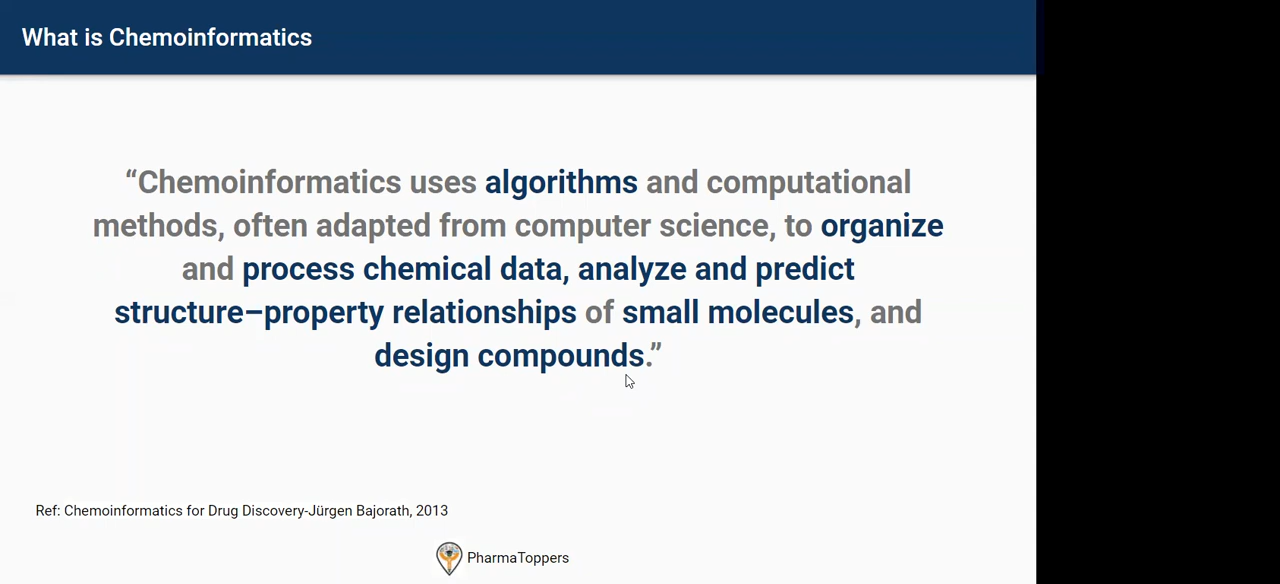 What is Chemoinformatics
“Chemoinformatics uses algorithms and computational
methods, often adapted from computer science, to organize
and process chemical data, analyze and predict
structure–property relationships of small molecules, and
design compounds.”
Ref: Chemoinformatics for Drug Discovery-Jürgen Bajorath, 2013
PharmaToppers